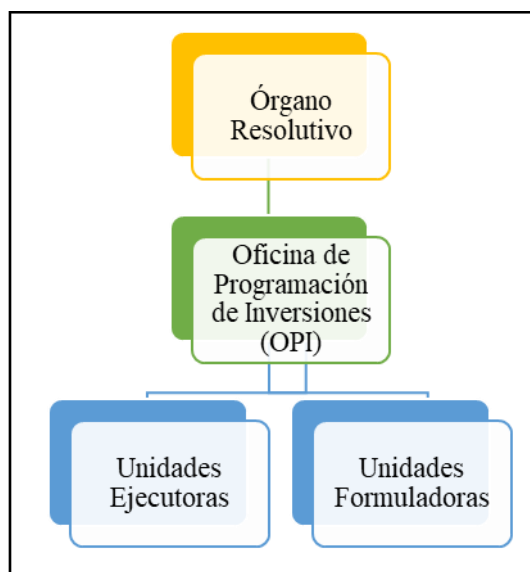 Órgano
Resolutivo
Oficina de
Programación
de Inversiones
(OPI)
Unidades
Ejecutoras
Unidades
Formuladoras